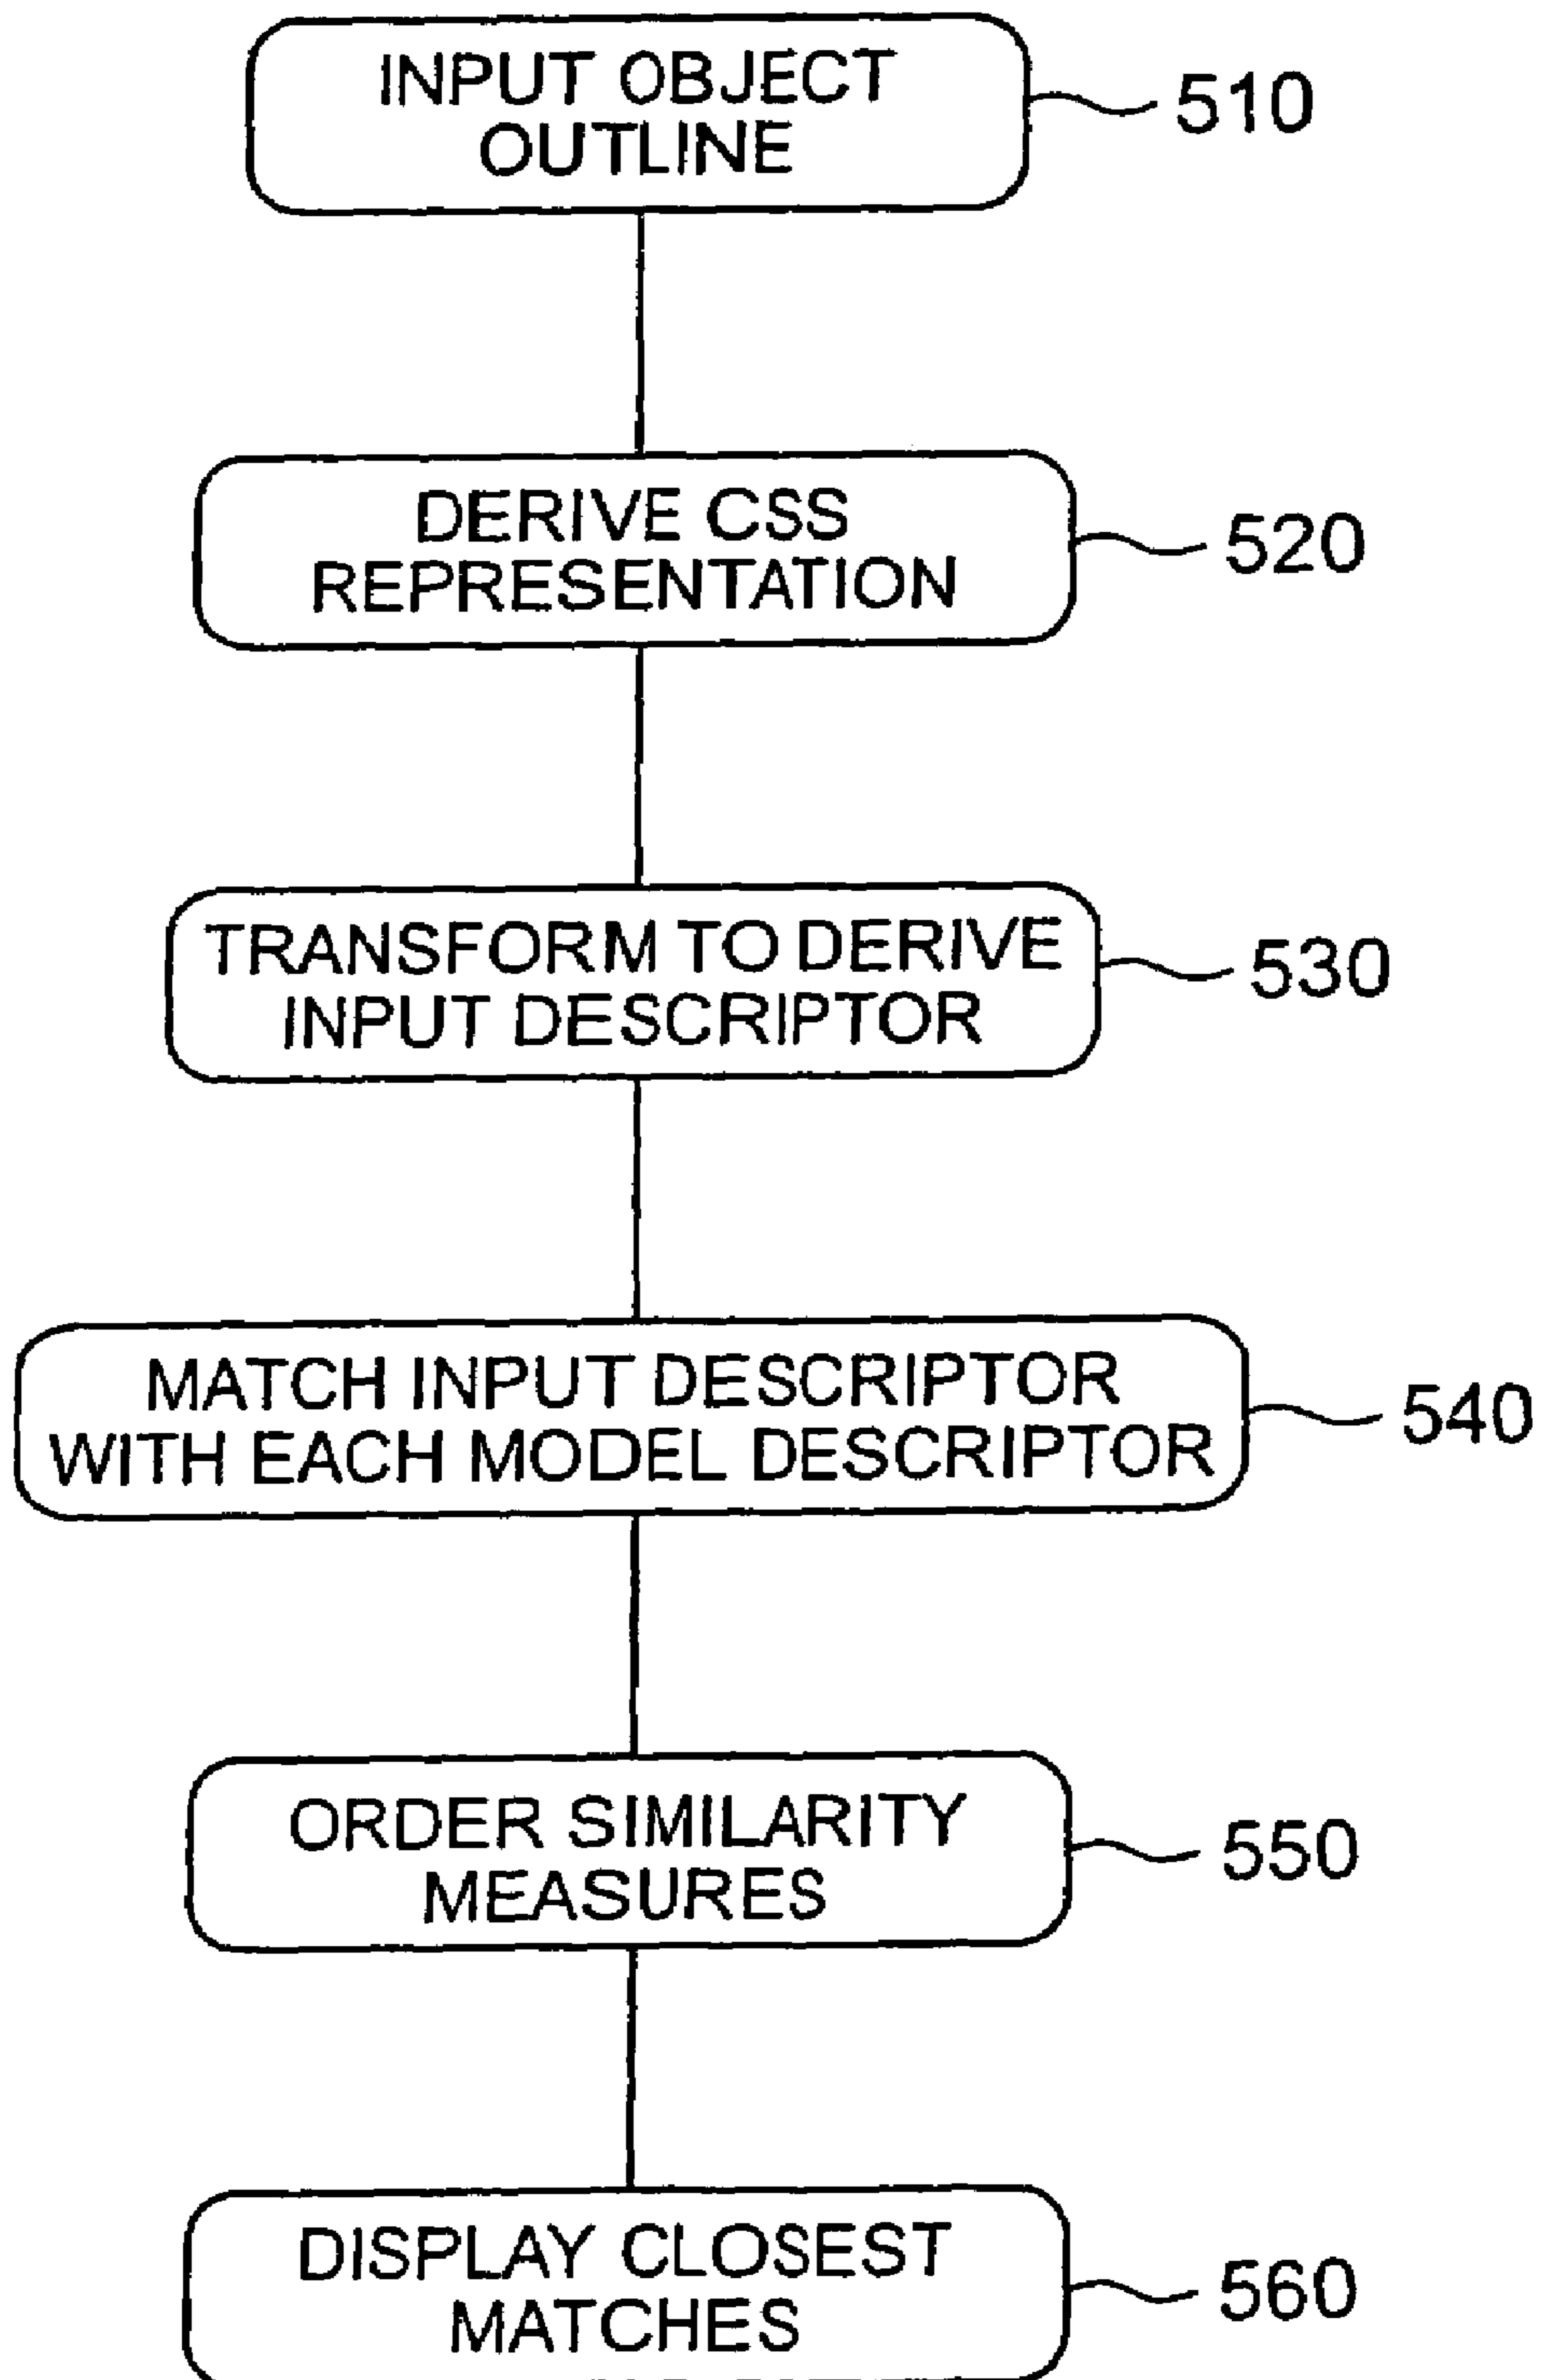 INPUT OBJECT
OUTLINE
510
DERIVE CSS
REPRESENTATION
520
TRANSFORM TO DERIVE
INPUT DESCRIPTOR
530
MATCH INPUT DESCRIPTOR
WITH EACH MODEL DESCRIPTOR
540
ORDER SIMILARITY
MEASURES
550
DISPLAY CLOSEST
MATCHES
560